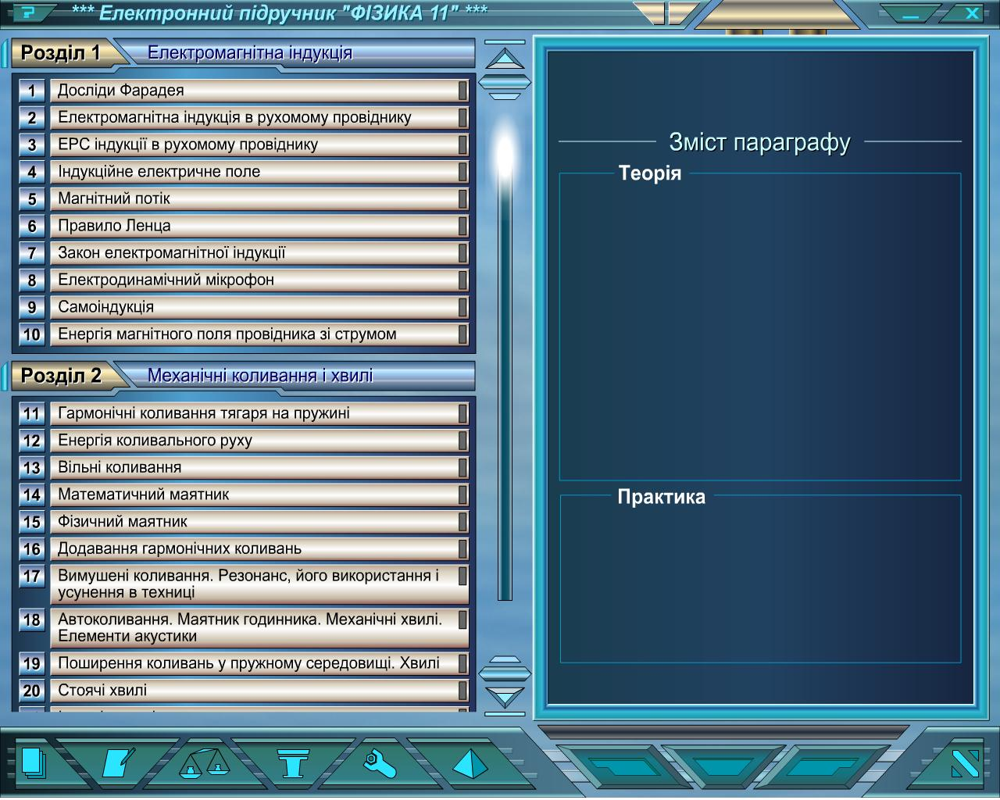 ?
*** Електронний підручник "ФІЗИКА 11" ***
X
Розділ 1
Електромагнітна індукція
1 Досліди Фарадея
2 Електромагнітна індукція в рухомому провіднику
3 ЕРС індукції в рухомому провіднику
4 Індукційне електричне поле
5 Магнітний потік
6 Правило Ленца
7 Закон електромагнітної індукції
8 Електродинамічний мікрофон
9 Самоіндукція
10 Енергія магнітного поля провідника зі струмом
Розділ 2
Механічні коливання і хвилі
11 Гармонічні коливання тягаря на пружині
12 Енергія коливального руху
13 Вільні коливання
14 Математичний маятник
15 Фізичний маятник
16 Додавання гармонічних коливань
17 Вимушені коливання. Резонанс, його використання і
усунення в техниці
18 Автоколивання. Маятник годинника. Механічні хвилі.
Елементи акустики
19 Поширення коливань у пружному середовищі. Хвилі
20 Стоячі хвилі
Зміст параграфу
Теорія
Практика